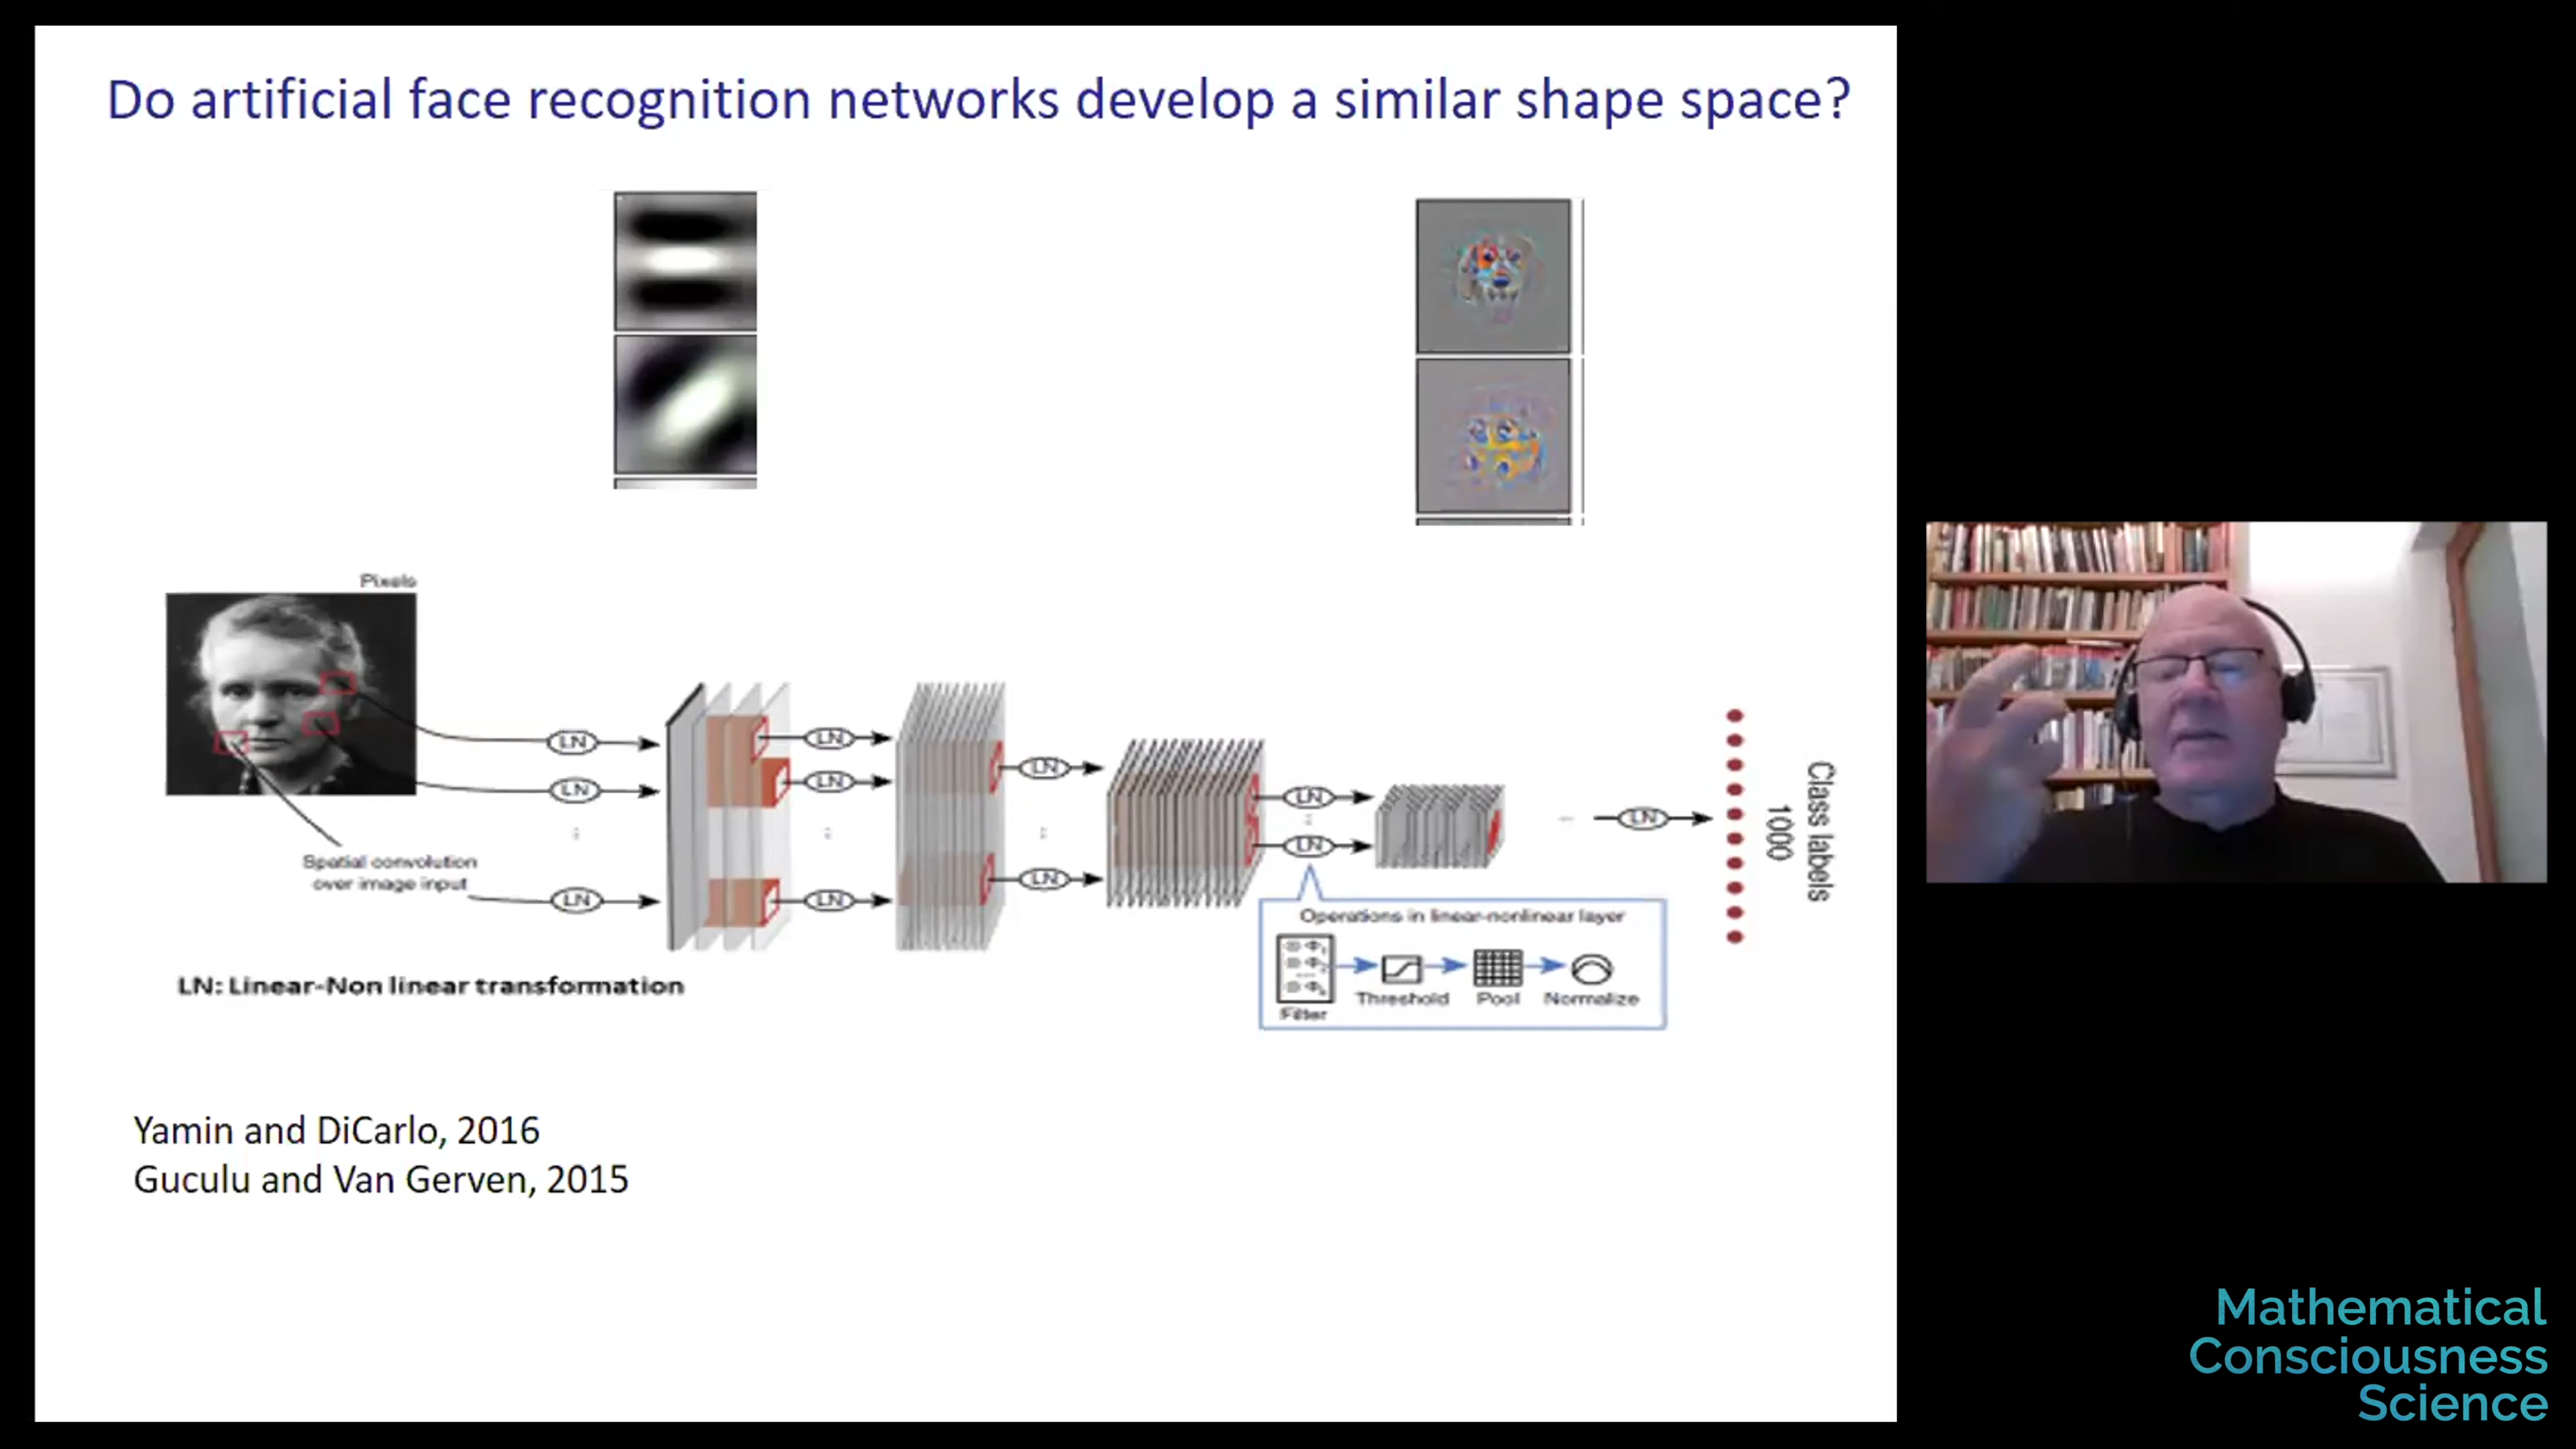 Do artificial face recognition networks develop a similar shape space?
Pixels
LN
LN
LN
LN
LN
LN
LN
LN
LN
LN
LN
Spatial convolution
over image input
Class labels
1000
Operations in linear-nonlinear layer
Threshold
Pool
Normalize
Filter
LN: Linear-Non linear transformation
Yamin and DiCarlo, 2016
Guculu and Van Gerven, 2015
Mathematical
Consciousness
Science